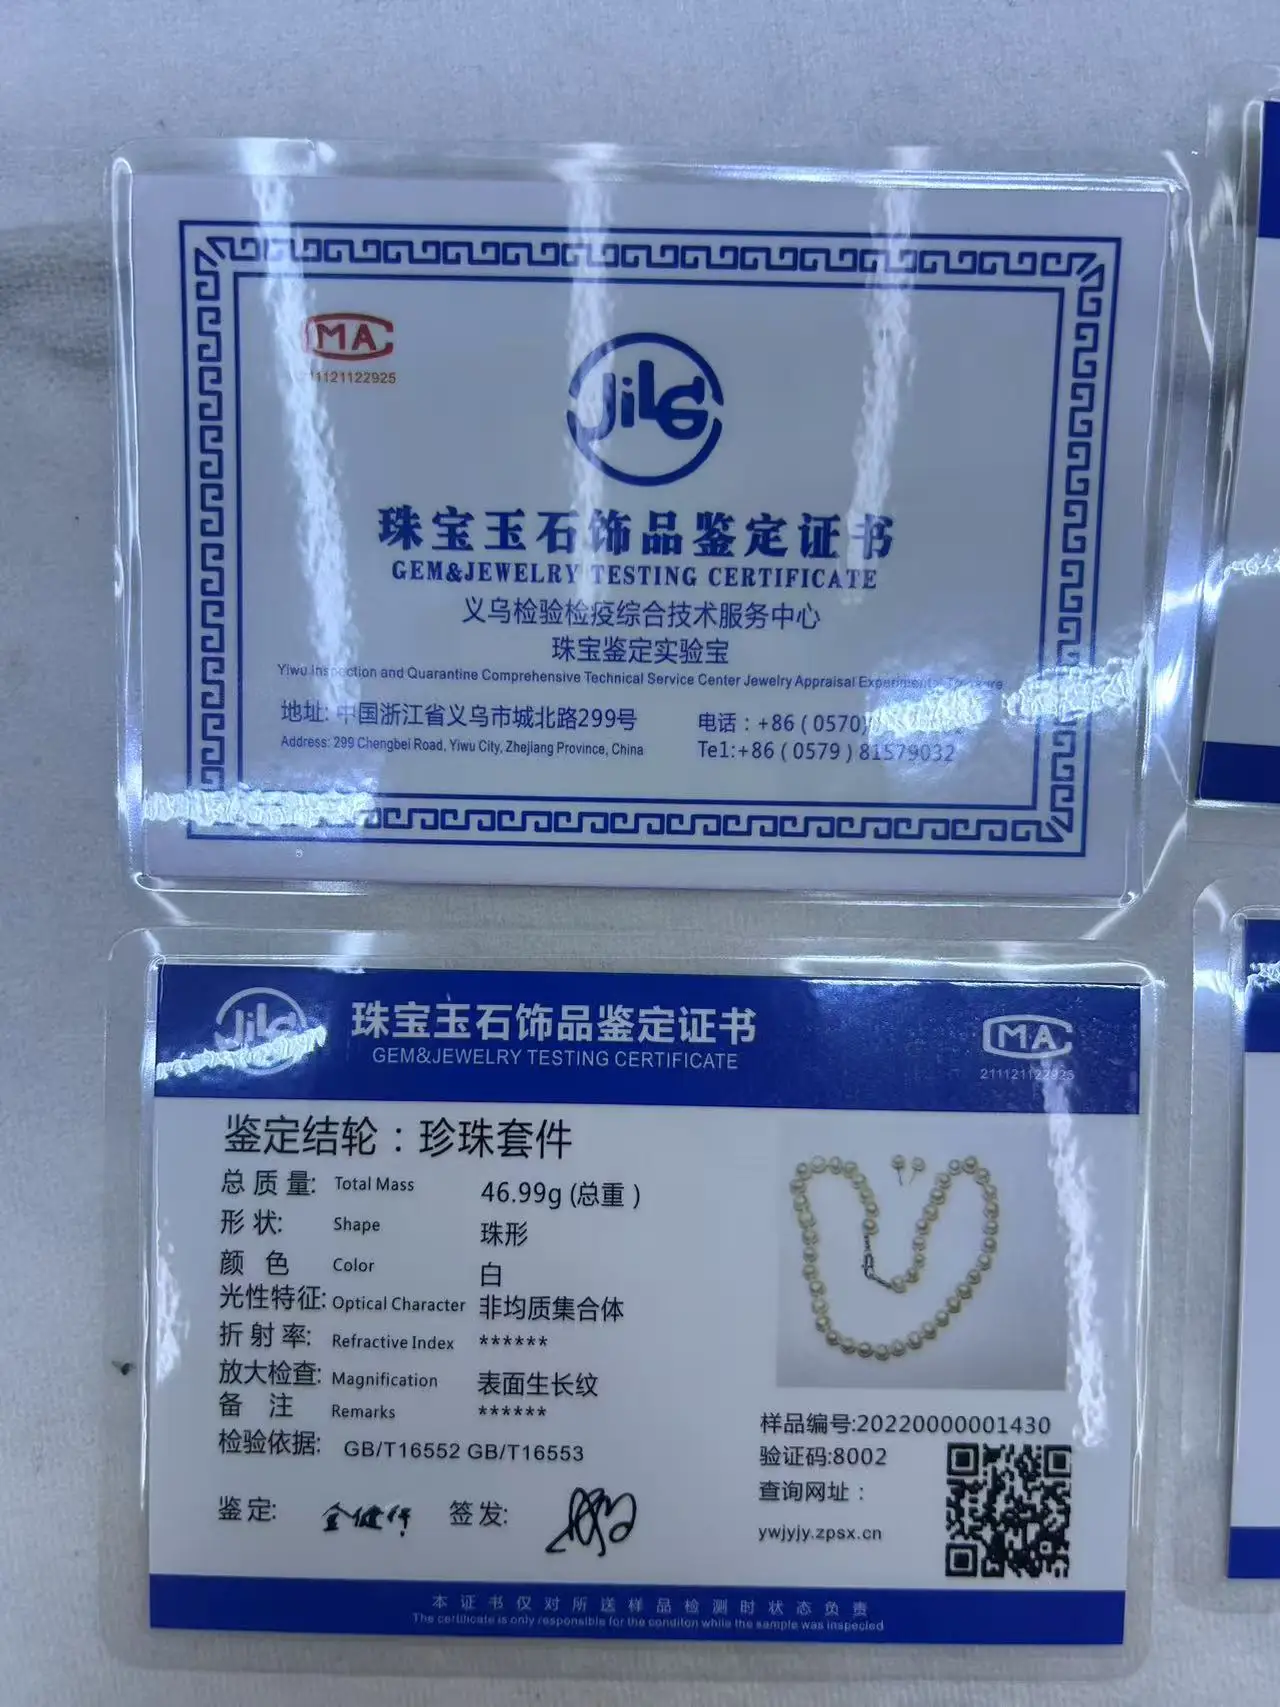 CMA
211121122925
JiLG
珠宝玉石饰品鉴定证书
GEM&JEWELRY TESTING CERTIFICATE
义乌检验检疫综合技术服务中心
珠宝鉴定实验宝
Yiwu Inspection and Quarantine Comprehensive Technical Service Center Jewelry Appraisal
地址: 中国浙江省义乌市城北路299号
电话：+86 ( 0570)
Address: 299 Chengbei Road, Yiwu City, Zhejiang Province, China
Te1:+86 ( 0579 ) 81579032
JiLG
珠宝玉石饰品鉴定证书
GEM&JEWELRY TESTING CERTIFICATE
CMA
211121122925
鉴定结轮：珍珠套件
总质量: Total Mass 46.99g (总重 )
形状: Shape 珠形
颜色 Color 白
光性特征: Optical Character 非均质集合体
折射率: Refractive Index ******
放大检查: Magnification 表面生长纹
备注 Remarks ******
检验依据: GB/T16552 GB/T16553
鉴定: 签发:
样品编号:20220000001430
验证码:8002
查询网址：
ywjyjy.zpsx.cn
本证书仅对所送样品检测时状态负责
The certificate is only responsible for the conditon while the sample was inspected